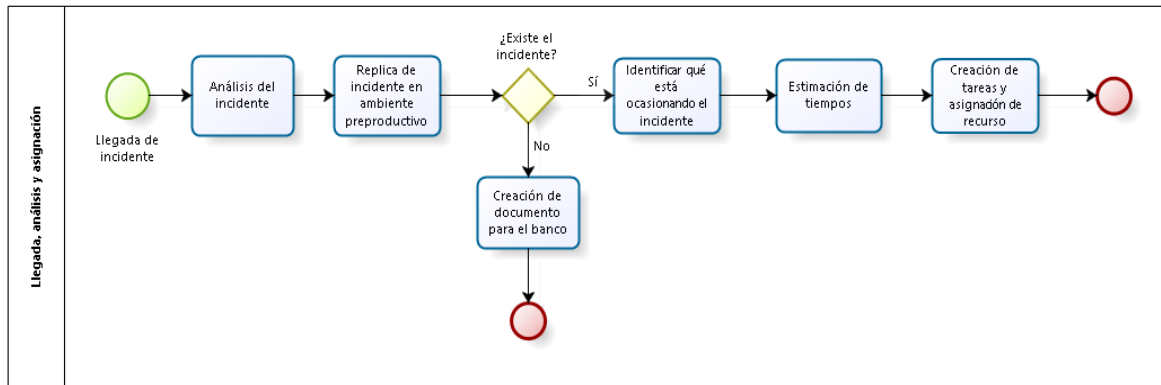 Llegada, análisis y asignación
Llegada de
incidente
Análisis del
incidente
Replica de
incidente en
ambiente
preproductivo
¿Existe el
incidente?
Sí
No
Creación de
documento
para el banco
Identificar qué
está
ocasionando el
incidente
Estimación de
tiempos
Creación de
tareas y
asignación de
recurso